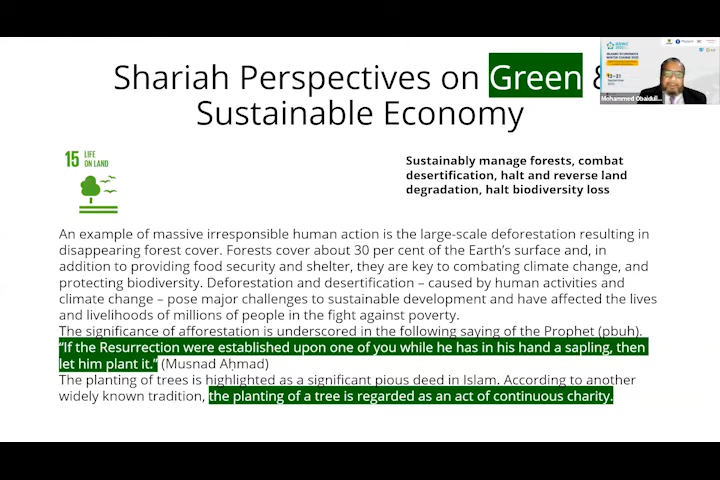 Shariah Perspectives on Green &
Sustainable Economy
15 LIFE
ON LAND
Sustainably manage forests, combat
desertification, halt and reverse land
degradation, halt biodiversity loss
An example of massive irresponsible human action is the large-scale deforestation resulting in
disappearing forest cover. Forests cover about 30 per cent of the Earth's surface and, in
addition to providing food security and shelter, they are key to combating climate change, and
protecting biodiversity. Deforestation and desertification – caused by human activities and
climate change – pose major challenges to sustainable development and have affected the lives
and livelihoods of millions of people in the fight against poverty.
The significance of afforestation is underscored in the following saying of the Prophet (pbuh).
“If the Resurrection were established upon one of you while he has in his hand a sapling, then
let him plant it.” (Musnad Aḥmad)
The planting of trees is highlighted as a significant pious deed in Islam. According to another
widely known tradition, the planting of a tree is regarded as an act of continuous charity.
Mohammed Obaidull...